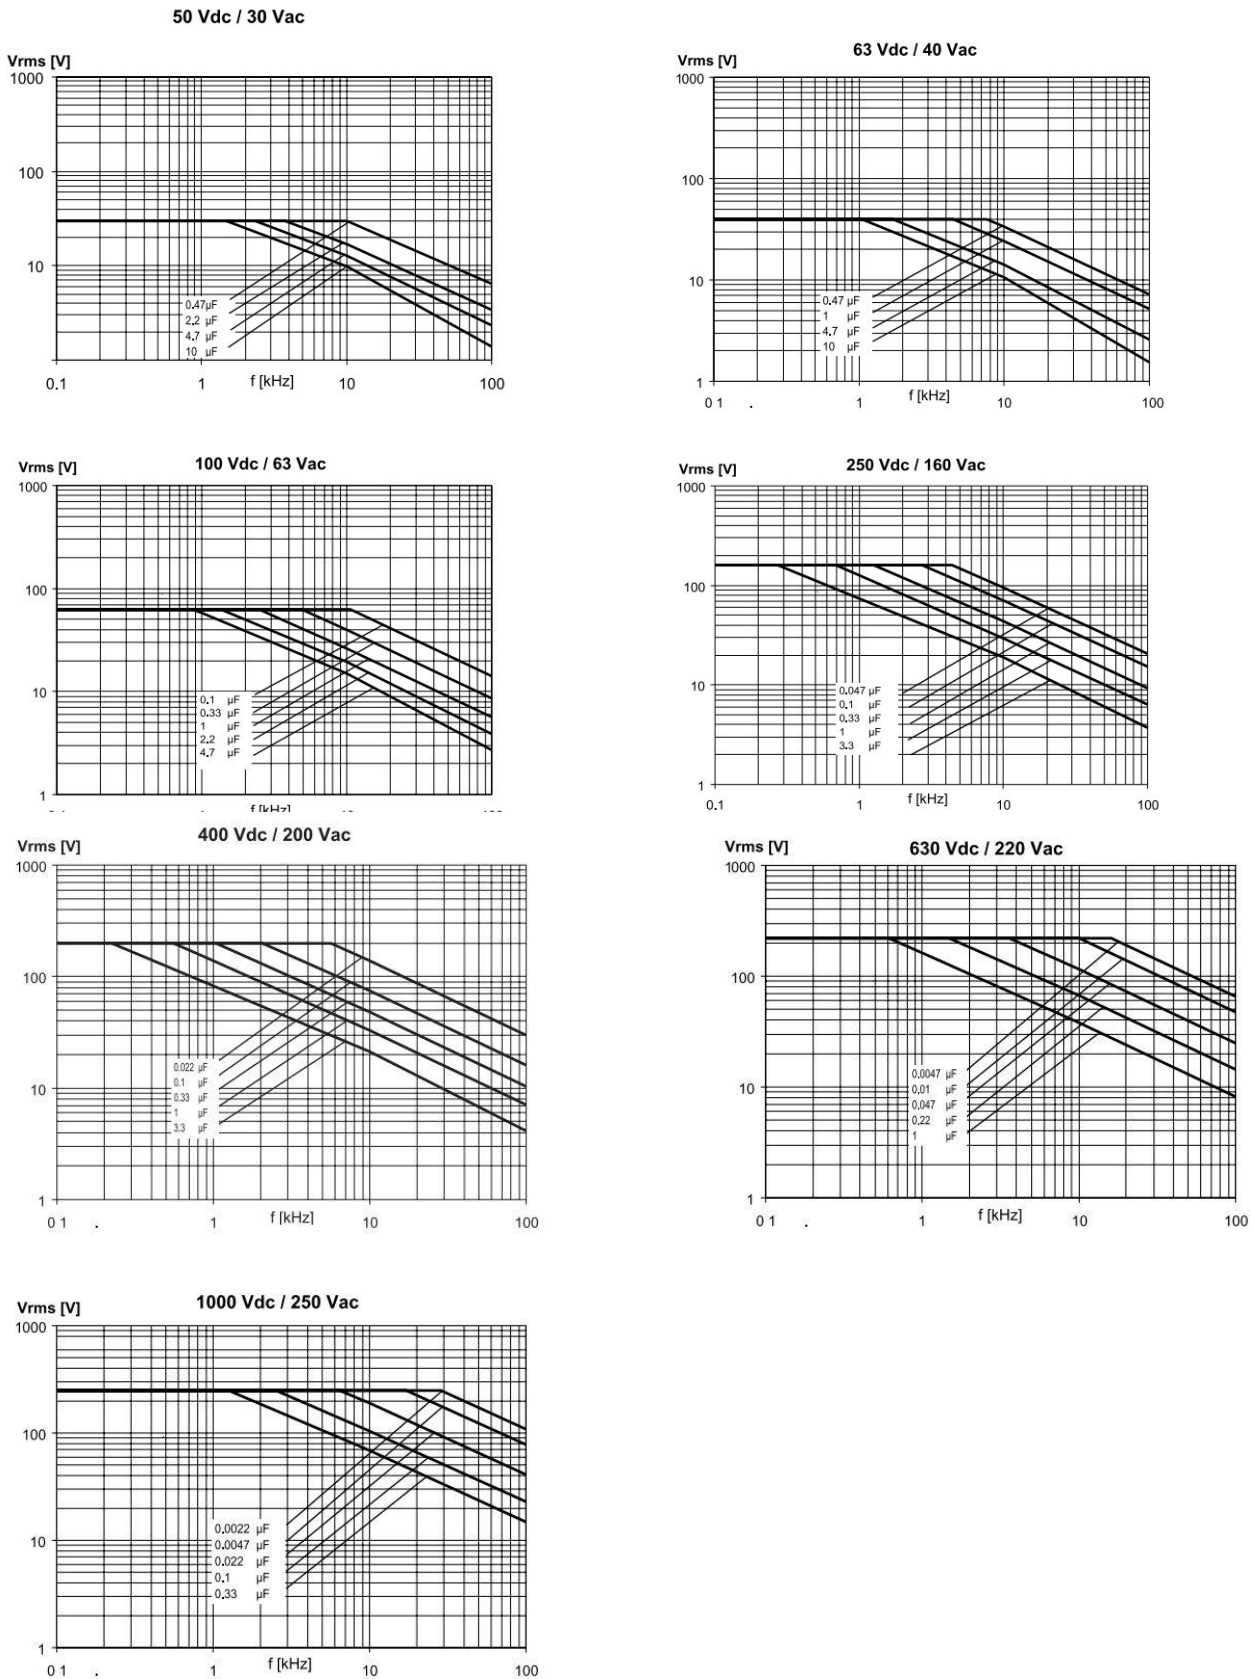 50 Vdc / 30 Vac
Vrms [V]
1000
100
10
0.47µF
2.2 µF
4.7 µF
10 µF
0.1
1
f [kHz]
10
100
63 Vdc / 40 Vac
Vrms [V]
1000
100
10
1
0.47 µF
1 µF
4.7 µF
10 µF
0 1 .
1
f [kHz]
10
100
100 Vdc / 63 Vac
Vrms [V]
1000
100
10
1
0.1 µF
0.33 µF
1 µF
2.2 µF
4.7 µF
f [kHz]
250 Vdc / 160 Vac
Vrms [V]
1000
100
10
1
0.047 µF
0.1 µF
0.33 µF
1 µF
3.3 µF
0.1
1
f [kHz]
10
100
400 Vdc / 200 Vac
Vrms [V]
1000
100
10
1
0.022 µF
0.1 µF
0.33 µF
1 µF
3.3 µF
0 1 .
1
f [kHz]
10
100
630 Vdc / 220 Vac
Vrms [V]
1000
100
10
1
0.0047 µF
0.01 µF
0.047 µF
0.22 µF
1 µF
0 1 .
1
f [kHz]
10
100
1000 Vdc / 250 Vac
Vrms [V]
1000
100
10
1
0.0022 µF
0.0047 µF
0.022 µF
0.1 µF
0.33 µF
0 1 .
1
f [kHz]
10
100